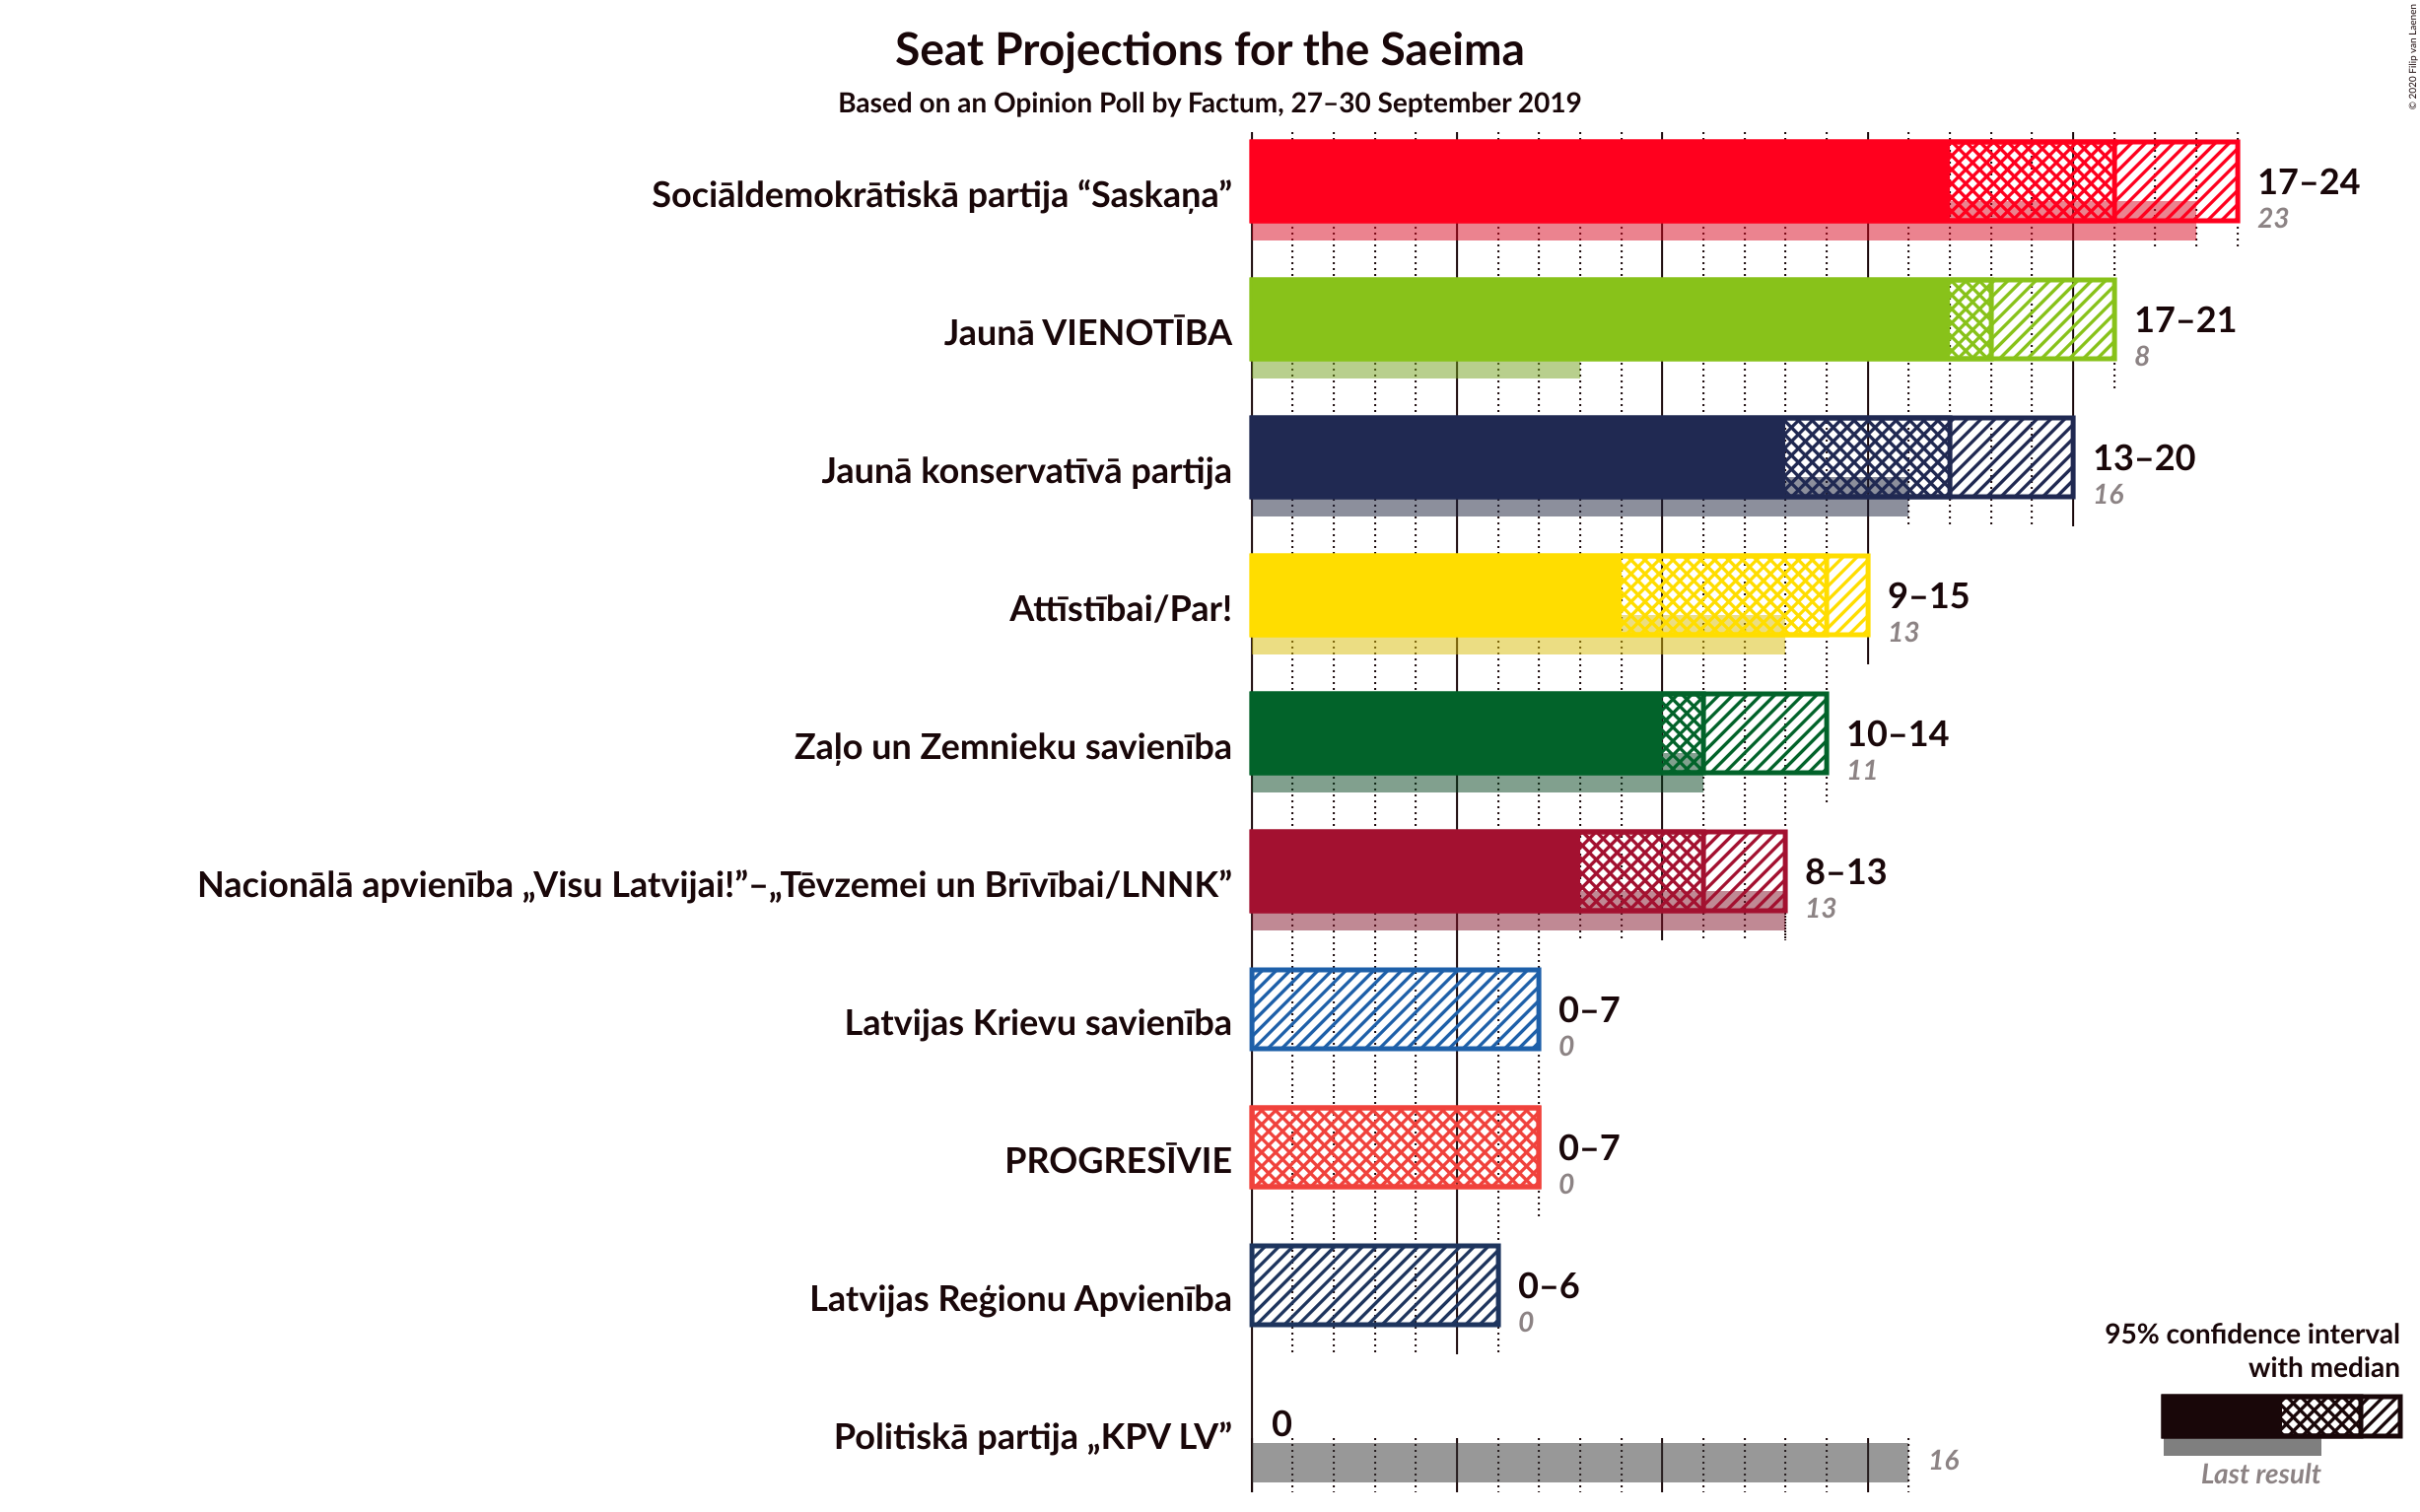 Seat Projections for the Saeima
Based on an Opinion Poll by Factum, 27–30 September 2019
© 2020 Filip van Laenen
Sociāldemokrātiskā partija “Saskaņa”
17–24
23
Jaunā VIENOTĪBA
17–21
8
Jaunā konservatīvā partija
13–20
16
Attīstībai/Par!
9–15
13
Zaļo un Zemnieku savienība
10–14
11
Nacionālā apvienība „Visu Latvijai!”–„Tēvzemei un Brīvībai/LNNK”
8–13
13
Latvijas Krievu savienība
0–7
0
PROGRESĪVIE
0–7
0
Latvijas Reģionu Apvienība
0–6
0
Politiskā partija „KPV LV”
0
16
95% confidence interval
with median
Last result